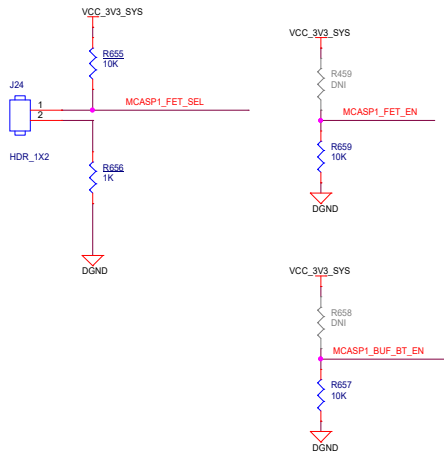 VCC_3V3_SYS
R655
10K
J24
1
2
MCASP1_FET_SEL
HDR_1X2
R656
1K
DGND
VCC_3V3_SYS
R459
DNI
MCASP1_FET_EN
R659
10K
DGND
VCC_3V3_SYS
R658
DNI
MCASP1_BUF_BT_EN
R657
10K
DGND